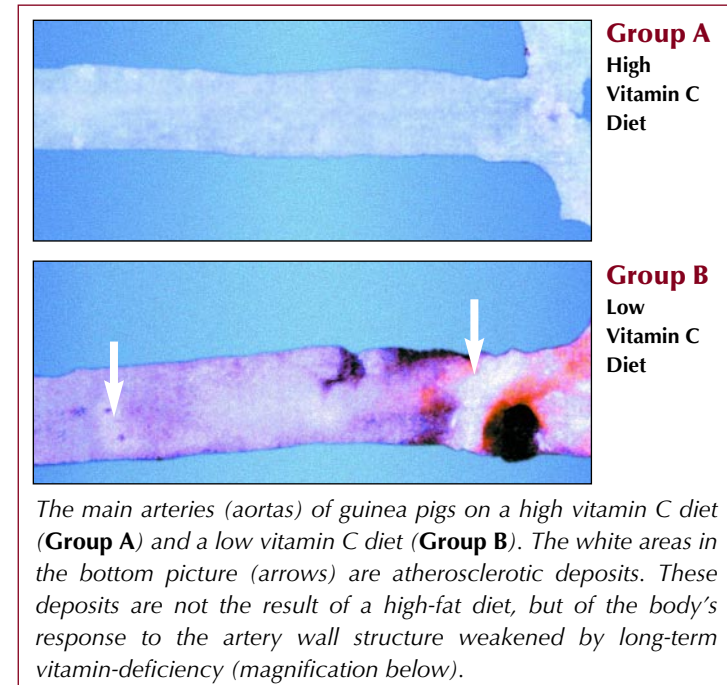 Group A
High
Vitamin C
Diet
Group B
Low
Vitamin C
Diet
The main arteries (aortas) of guinea pigs on a high vitamin C diet
(Group A) and a low vitamin C diet (Group B). The white areas in
the bottom picture (arrows) are atherosclerotic deposits. These
deposits are not the result of a high-fat diet, but of the body's
response to the artery wall structure weakened by long-term
vitamin-deficiency (magnification below).